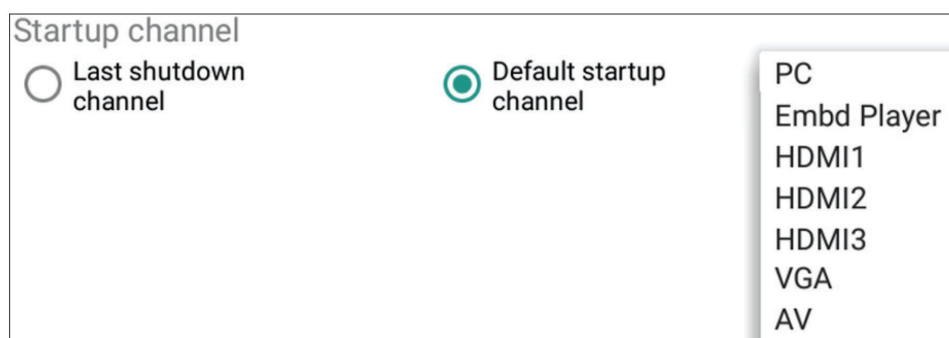 Startup channel
Last shutdown
channel
Default startup
channel
PC
Embd Player
HDMI1
HDMI2
HDMI3
VGA
AV